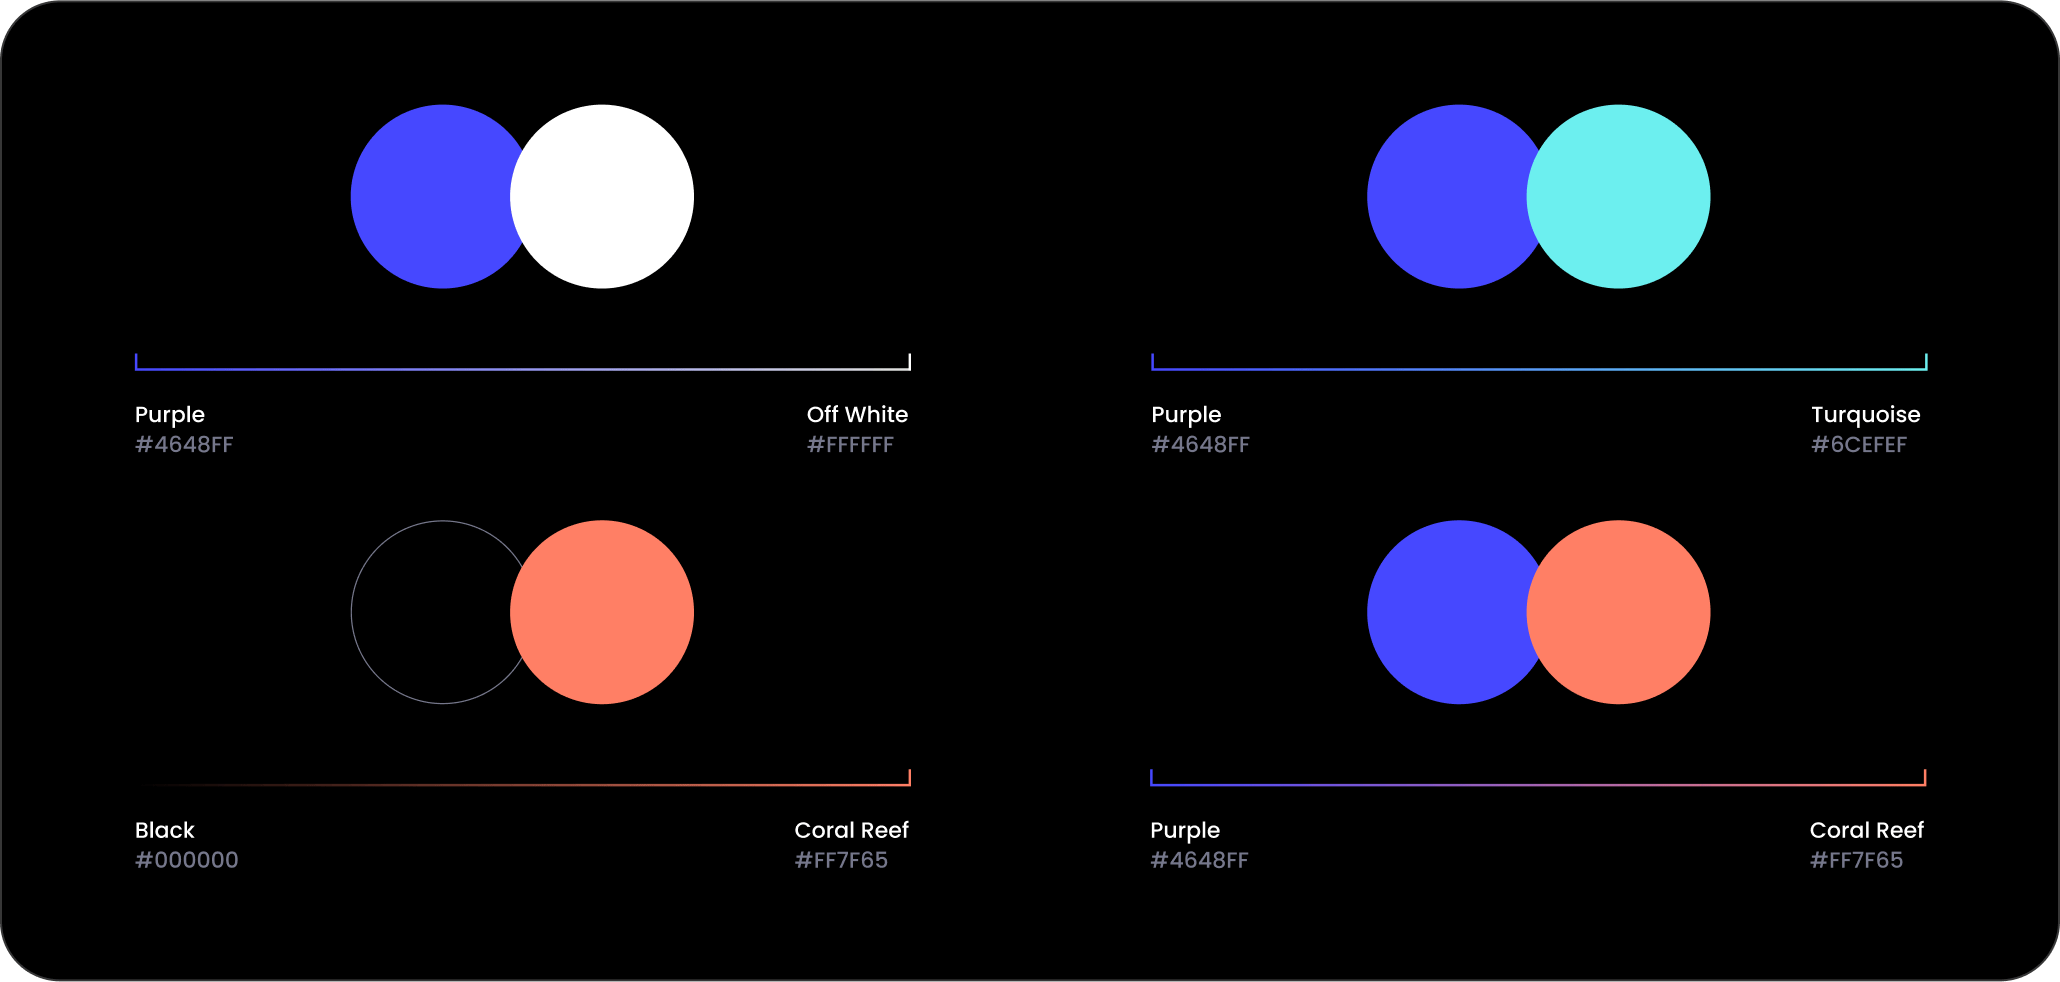 Purple
#4648FF
Off White
#FFFFFF
Purple
#4648FF
Turquoise
#6CEFEF
Black
#000000
Coral Reef
#FF7F65
Purple
#4648FF
Coral Reef
#FF7F65